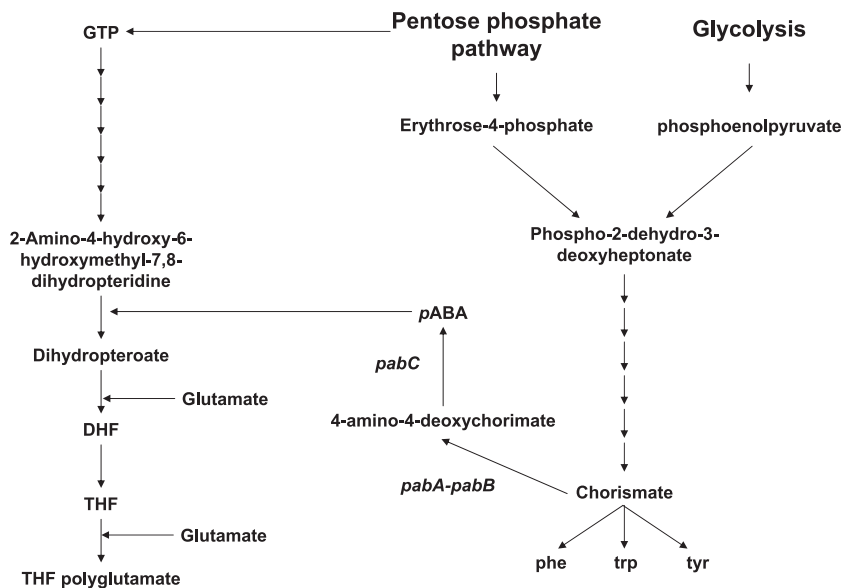 GTP
Pentose phosphate
pathway
Glycolysis
Erythrose-4-phosphate
phosphoenolpyruvate
2-Amino-4-hydroxy-6-
hydroxymethyl-7,8-
dihydropteridine
Phospho-2-dehydro-3-
deoxyheptonate
pABA
Dihydropteroate
pabC
Glutamate
4-amino-4-deoxychorimate
DHF
pabA-pabB
Chorismate
THF
Glutamate
phe
trp
tyr
THF polyglutamate